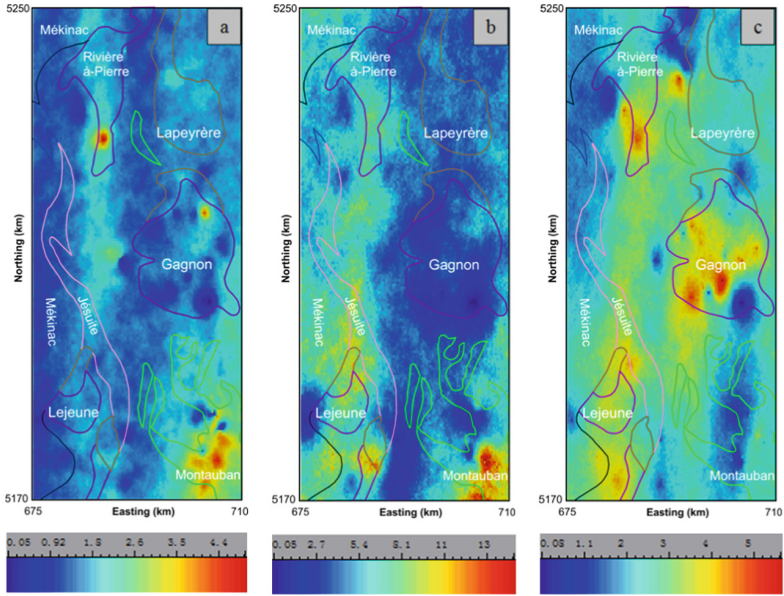 5250
a
Mékinac
Rivière
à-Pierre
Lapeyrère
Gagnon
Mékinac
Jésuite
Lejeune
Montauban
Northing (km)
5170
675
Easting (km)
710
0.05 0.92 1.8 2.6 3.5 4.4
5250
b
Mékinac
Rivière
à-Pierre
Lapeyrère
Gagnon
Mékinac
Jésuite
Lejeune
Montauban
Northing (km)
5170
675
Easting (km)
710
0.05 2.7 5.4 8.1 11 13
5250
c
Mékinac
Rivière
à-Pierre
Lapeyrère
Gagnon
Mékinac
Jésuite
Lejeune
Montauban
Northing (km)
5170
675
Easting (km)
710
0.08 1.1 2 3 4 5